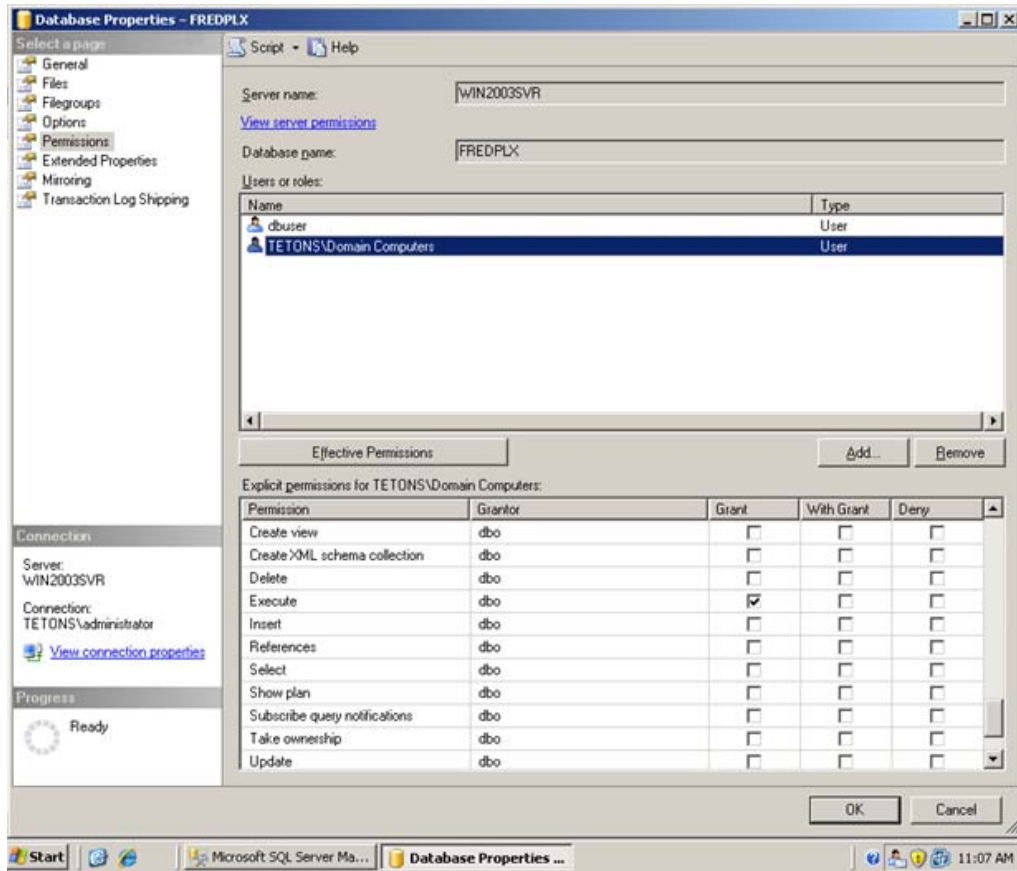 Database Properties - FREDPLX
Select a page
General
Files
Filegroups
Options
Permissions
Extended Properties
Mirroring
Transaction Log Shipping
Script
Help
Server name:
WIN2003SVR
View server permissions
Database name:
FREDPLX
Users or roles:
Name Type
dbuser User
TETONS\Domain Computers User
Effective Permissions
Add...
Remove
Explicit permissions for TETONS\Domain Computers:
Permission Grantor Grant With Grant Deny
Create view dbo
Create XML schema collection dbo
Delete dbo
Execute dbo
Insert dbo
References dbo
Select dbo
Show plan dbo
Subscribe query notifications dbo
Take ownership dbo
Update dbo
Connection
Server:
WIN2003SVR
Connection:
TETONS\administrator
View connection properties
Progress
Ready
OK
Cancel
Start
Microsoft SQL Server Ma...
Database Properties ...
11:07 AM